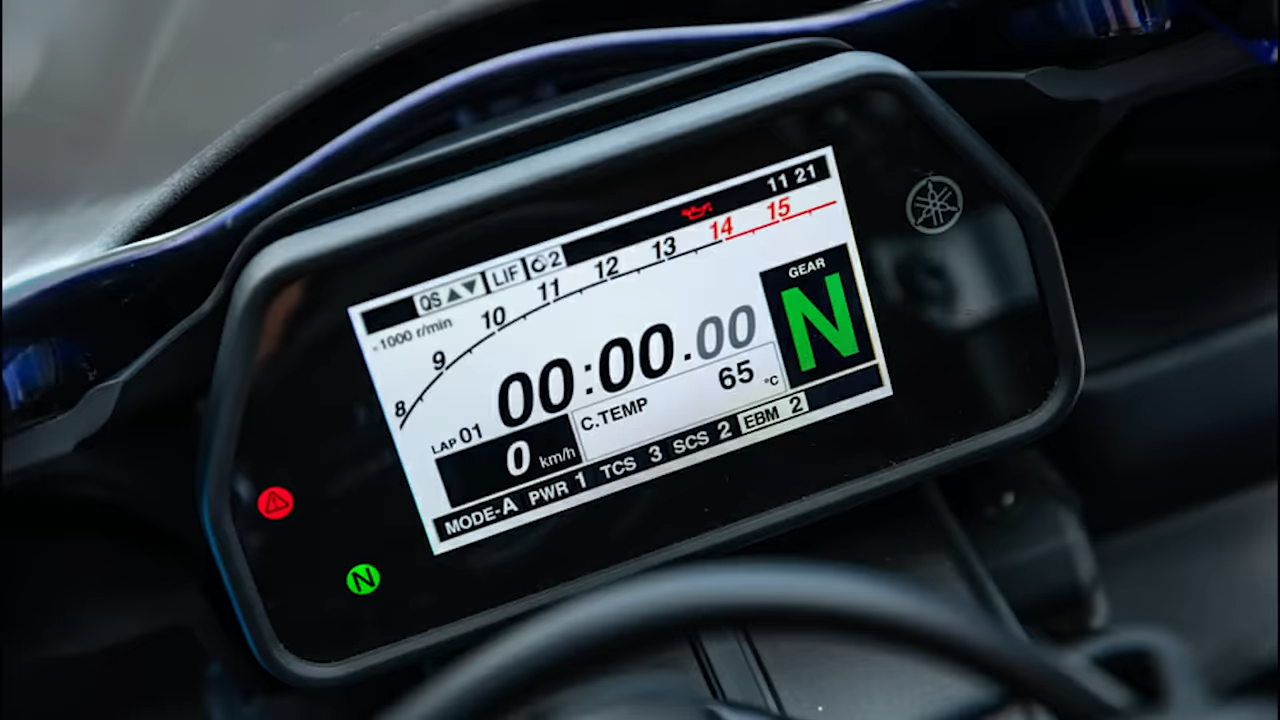 11 21
QS ▲▼ LIF 2
-1000 r/min
8 9 10 11 12 13 14 15
GEAR
N
00:00.00
LAP 01
C.TEMP 65 °C
0 km/h
MODE-A PWR 1 TCS 3 SCS 2 EBM 2
N